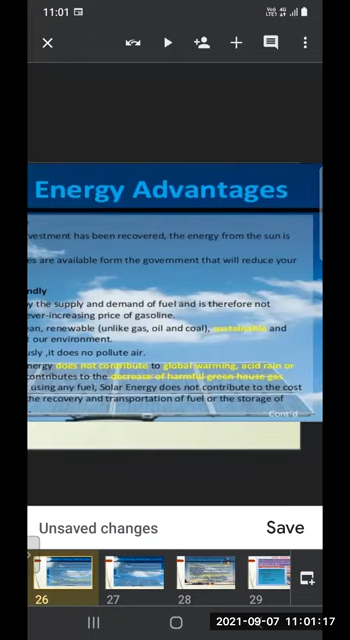 11:01
Energy Advantages
vestment has been recovered, the energy from the sun is
es are available form the government that will reduce your
ndly
y the supply and demand of fuel and is therefore not
ever-increasing price of gasoline.
ean, renewable (unlike gas, oil and coal), sustainable and
t our environment.
usly ,it does no pollute air.
nergy does not contribute to global warming, acid rain or
contributes to the decrease of harmful green house gas
using any fuel, Solar Energy does not contribute to the cost
the recovery and transportation of fuel or the storage of
Cont'd
Unsaved changes
Save
26
27
28
29
2021-09-07 11:01:17